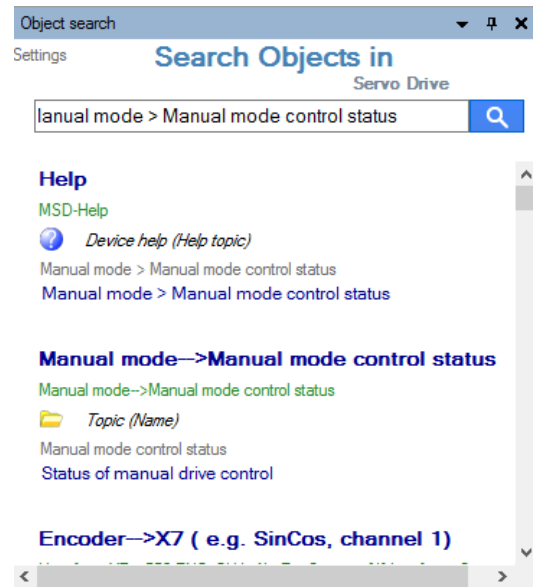 Object search
Settings
Search Objects in
Servo Drive
lanual mode > Manual mode control status
Help
MSD-Help
Device help (Help topic)
Manual mode > Manual mode control status
Manual mode > Manual mode control status
Manual mode-->Manual mode control status
Manual mode-->Manual mode control status
Topic (Name)
Manual mode control status
Status of manual drive control
Encoder-->X7 ( e.g. SinCos, channel 1)